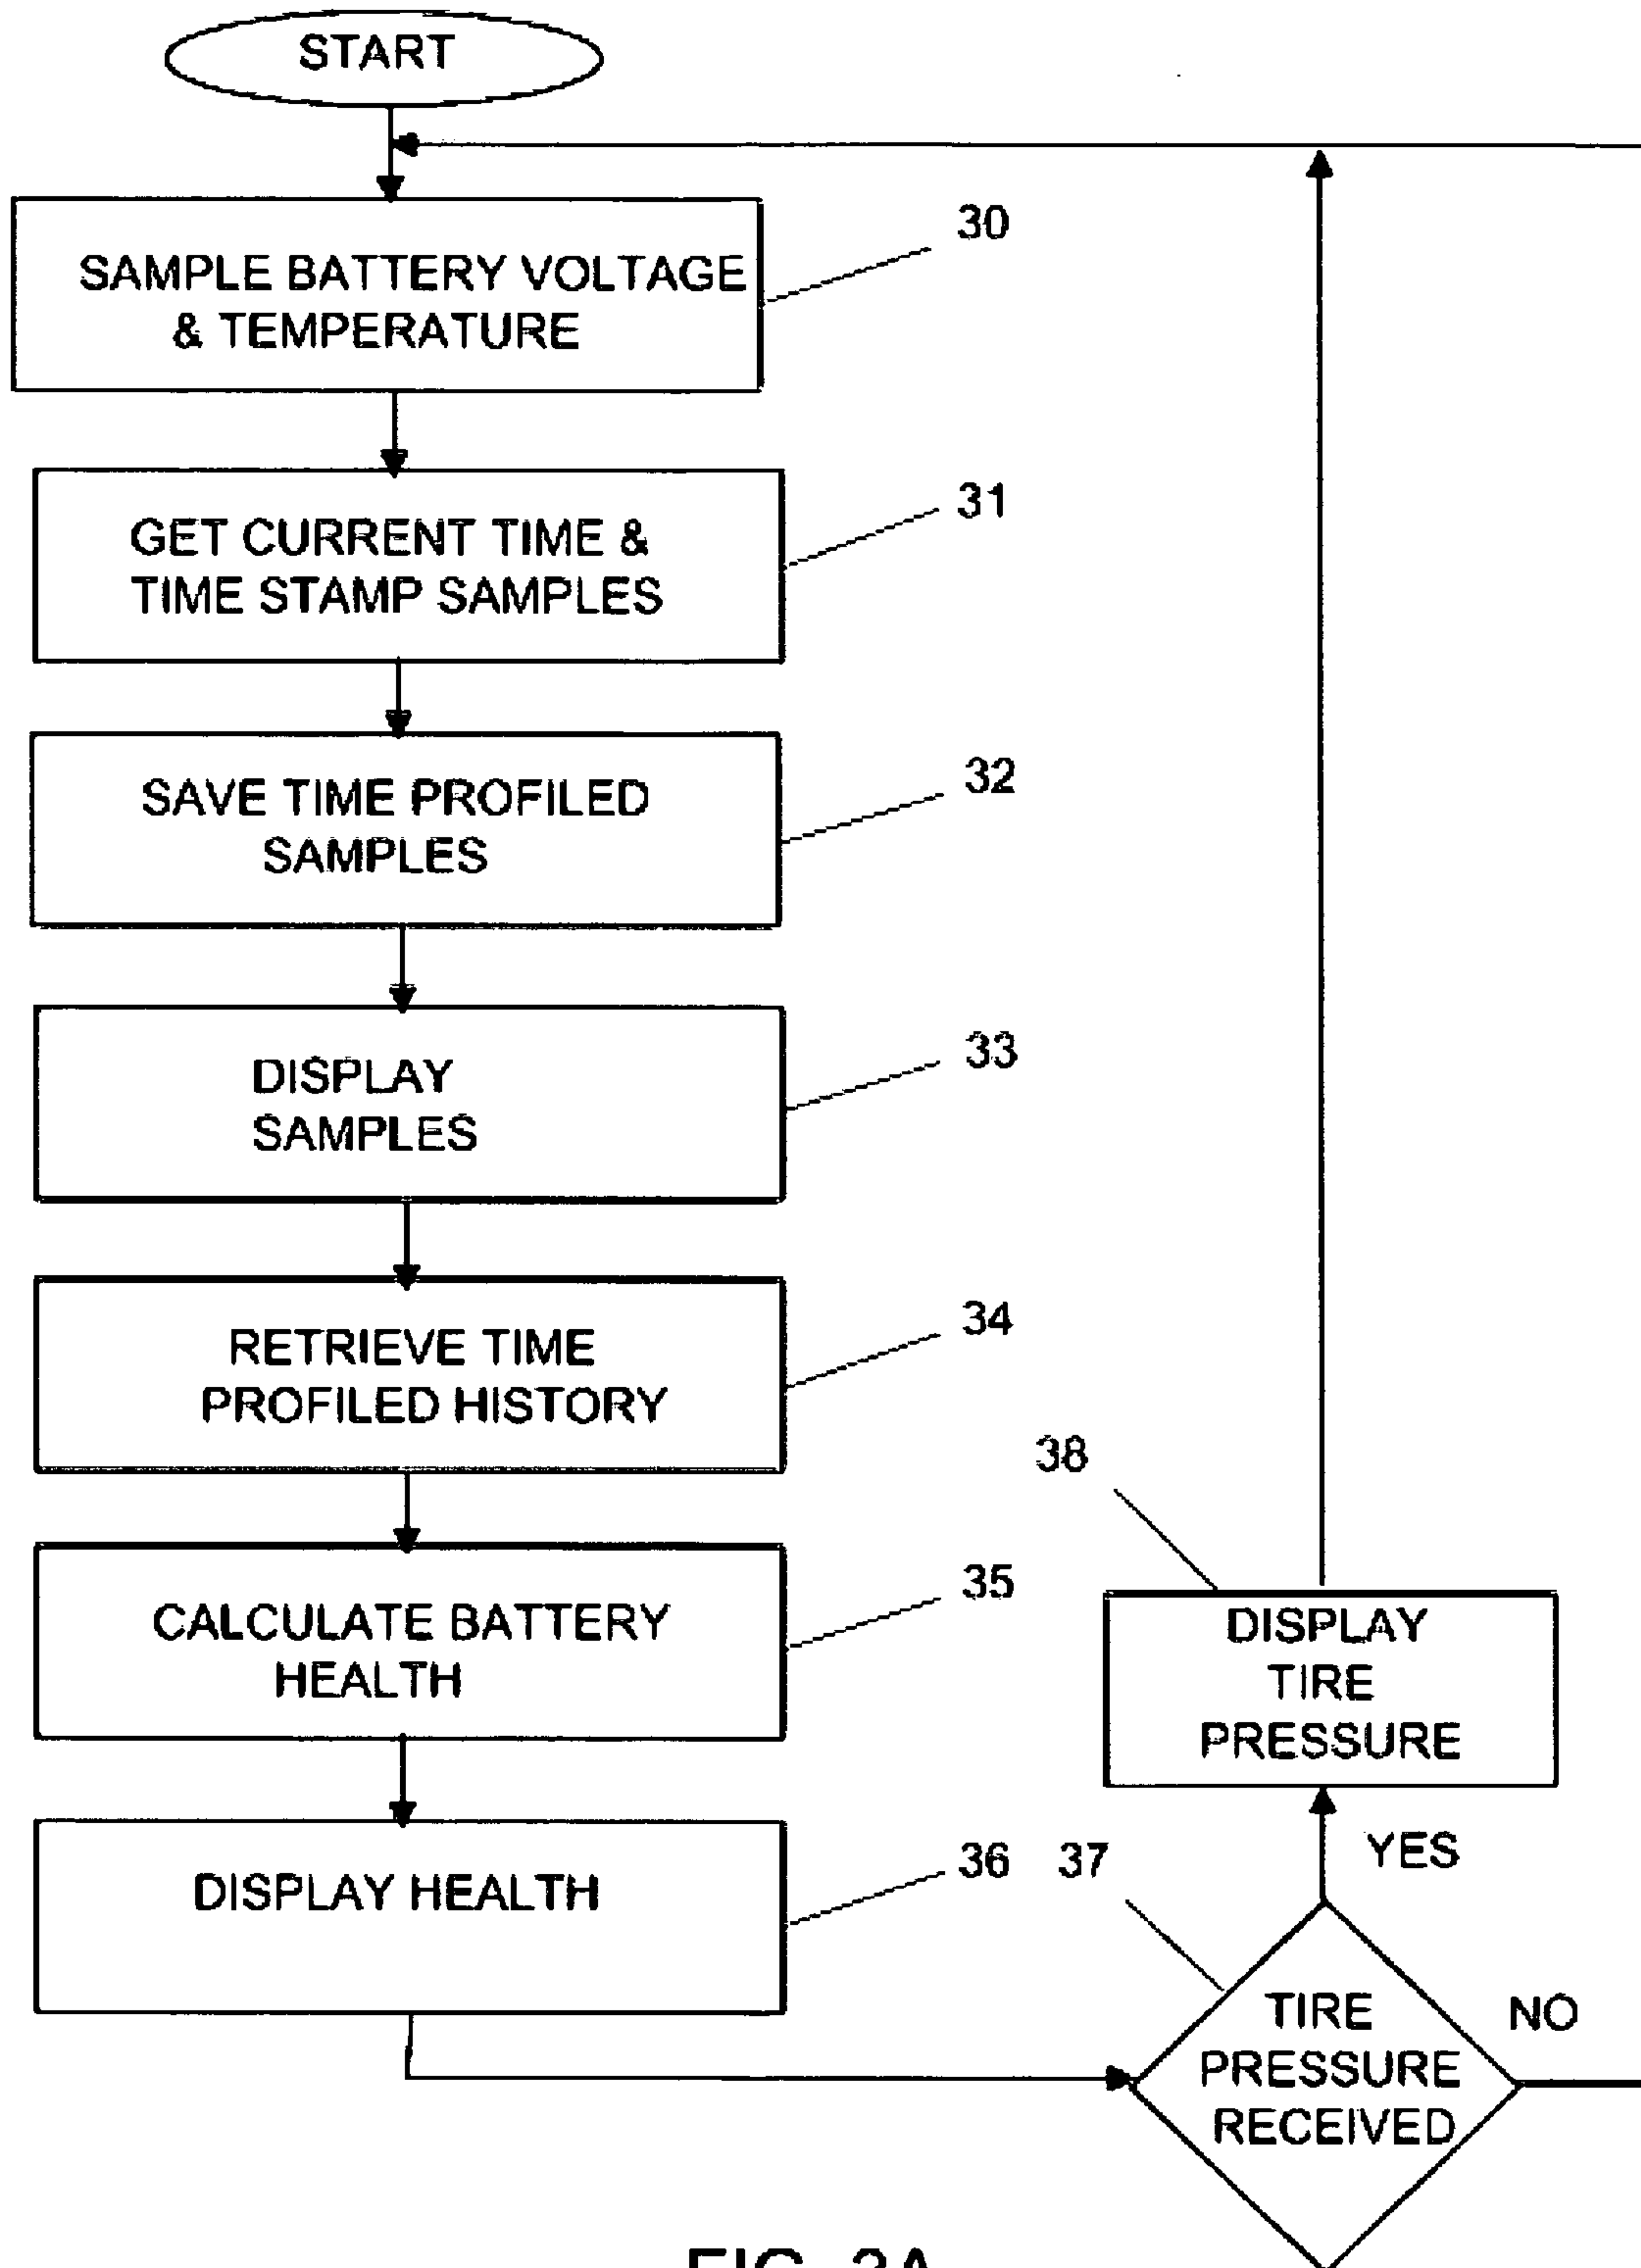 START
30
SAMPLE BATTERY VOLTAGE
& TEMPERATURE
31
GET CURRENT TIME &
TIME STAMP SAMPLES
32
SAVE TIME PROFILED
SAMPLES
33
DISPLAY
SAMPLES
34
RETRIEVE TIME
PROFILED HISTORY
35
CALCULATE BATTERY
HEALTH
36
DISPLAY HEALTH
37
TIRE
PRESSURE
RECEIVED
NO
YES
38
DISPLAY
TIRE
PRESSURE